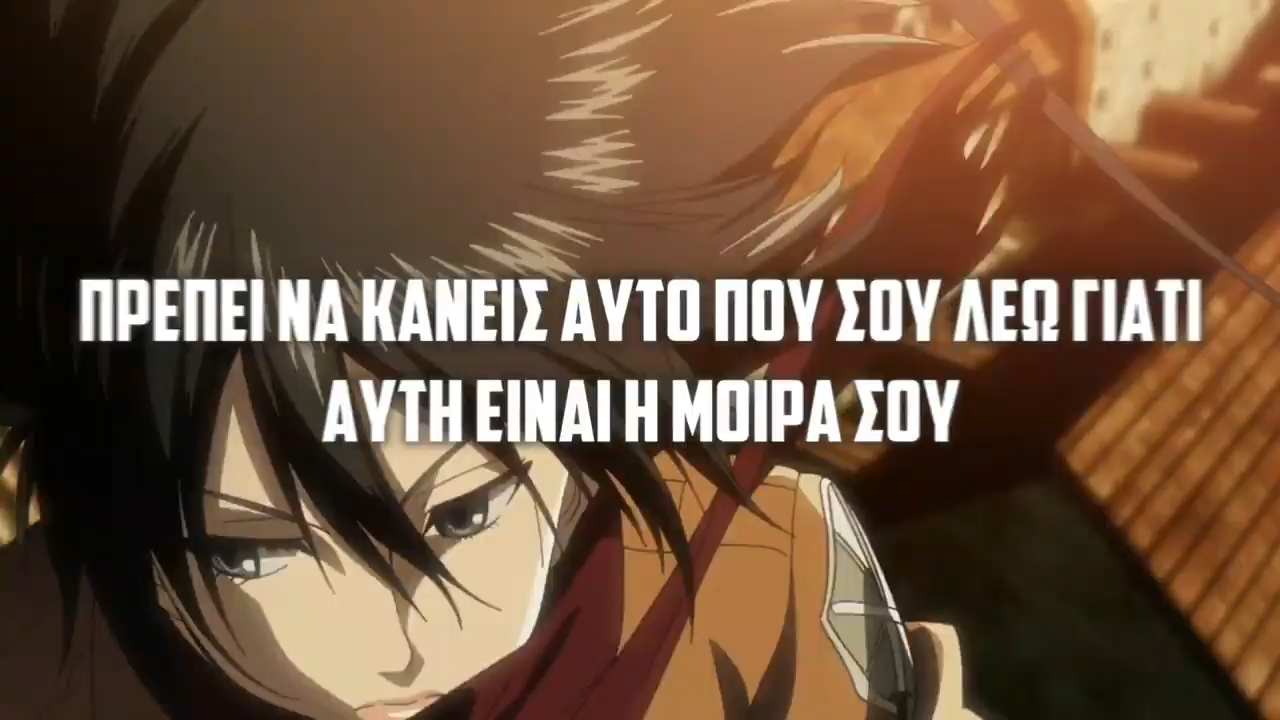 ΠΡΕΠΕΙ ΝΑ ΚΑΝΕΙΣ ΑΥΤΟ ΠΟΥ ΣΟΥ ΛΕΩ ΓΙΑΤΙ
ΑΥΤΗ ΕΙΝΑΙ Η ΜΟΙΡΑ ΣΟΥ